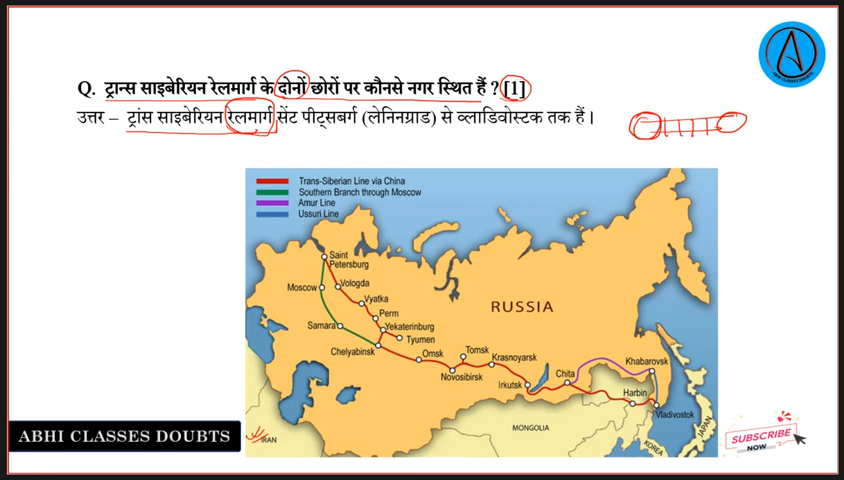 Q. ट्रान्स साइबेरियन रेलमार्ग के दोनों छोरों पर कौनसे नगर स्थित हैं ? [1]
उत्तर – ट्रांस साइबेरियन रेलमार्ग सेंट पीट्सबर्ग (लेनिनग्राड) से व्लाडिवोस्टक तक हैं।
ABHI CLASSES DOUBTS
Trans-Siberian Line via China
Southern Branch through Moscow
Amur Line
Ussuri Line
Saint
Petersburg
Moscow
Vologda
Vyatka
Perm
Samara
Yekaterinburg
Tyumen
Chelyabinsk
Omsk
Tomsk
Novosibirsk
Krasnoyarsk
RUSSIA
Irkutsk
Chita
Khabarovsk
Harbin
Vladivostok
MONGOLIA
IRAN
KOREA
JAPAN
ABHI CLASSES DOUBTS
SUBSCRIBE
NOW